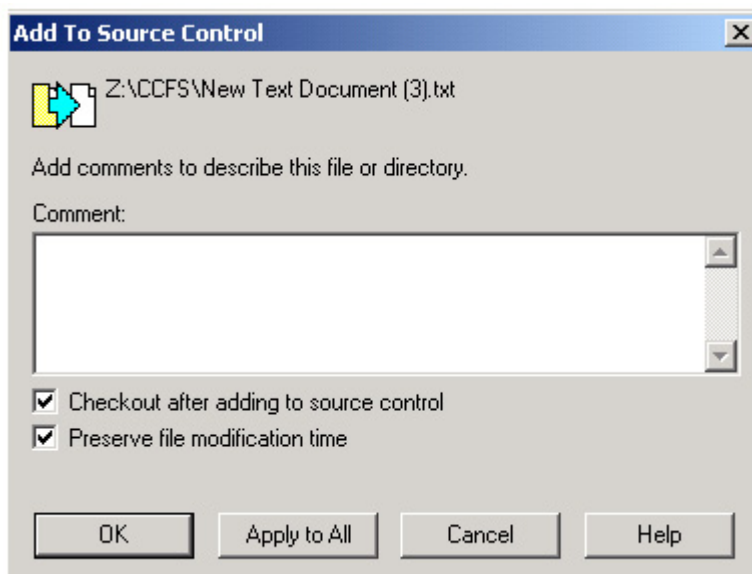 Add To Source Control
Z:\CCFS\New Text Document (3).txt
Add comments to describe this file or directory.
Comment:
Checkout after adding to source control
Preserve file modification time
OK Apply to All Cancel Help